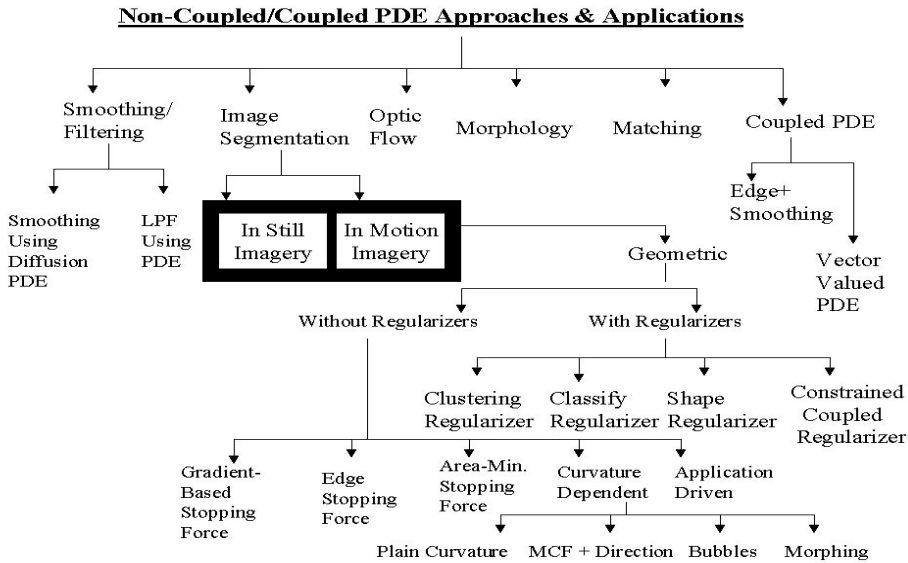 Non-Coupled/Coupled PDE Approaches & Applications
Smoothing/
Filtering
Image
Segmentation
Optic
Flow
Morphology
Matching
Coupled PDE
Smoothing
Using
Diffusion
PDE
LPF
Using
PDE
In Still
Imagery
In Motion
Imagery
Edge+
Smoothing
Geometric
Vector
Valued
PDE
Without Regularizers
With Regularizers
Clustering
Regularizer
Classify
Regularizer
Shape
Regularizer
Constrained
Coupled
Regularizer
Gradient-
Based
Stopping
Force
Edge
Stopping
Force
Area-Min.
Stopping
Force
Curvature
Dependent
Application
Driven
Plain Curvature
MCF + Direction
Bubbles
Morphing